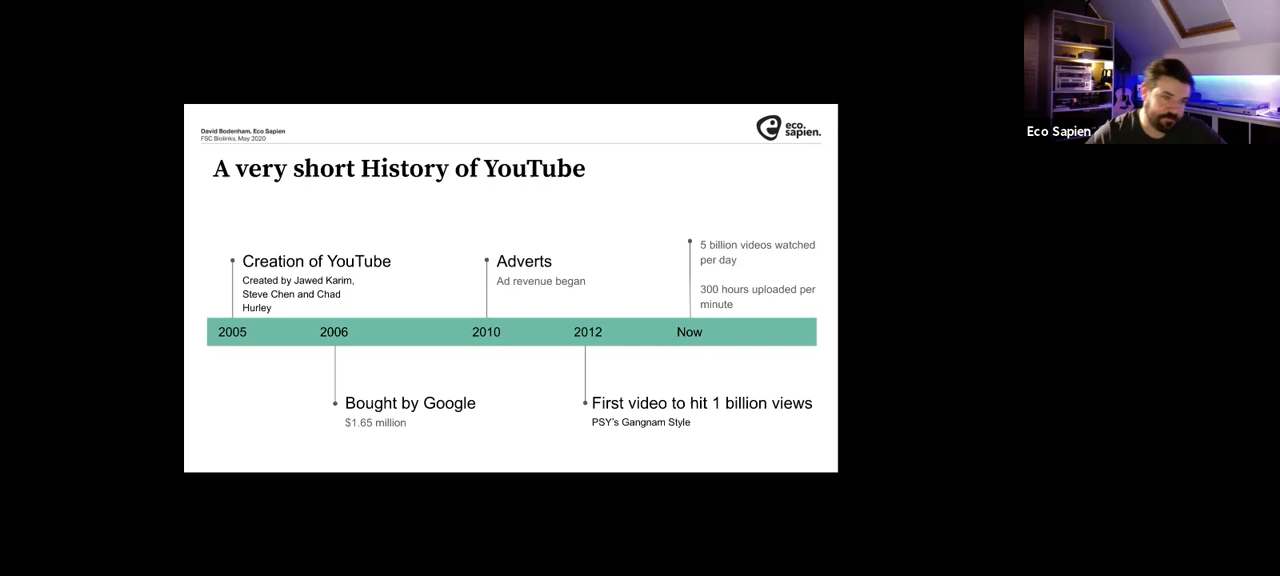 David Bodenham, Eco Sapien
FSC Biolinks, May 2020
eco.
sapien.
Eco Sapien
A very short History of YouTube
5 billion videos watched
per day
300 hours uploaded per
minute
Creation of YouTube
Created by Jawed Karim,
Steve Chen and Chad
Hurley
Adverts
Ad revenue began
2005
2006
2010
2012
Now
Bought by Google
$1.65 million
First video to hit 1 billion views
PSY's Gangnam Style